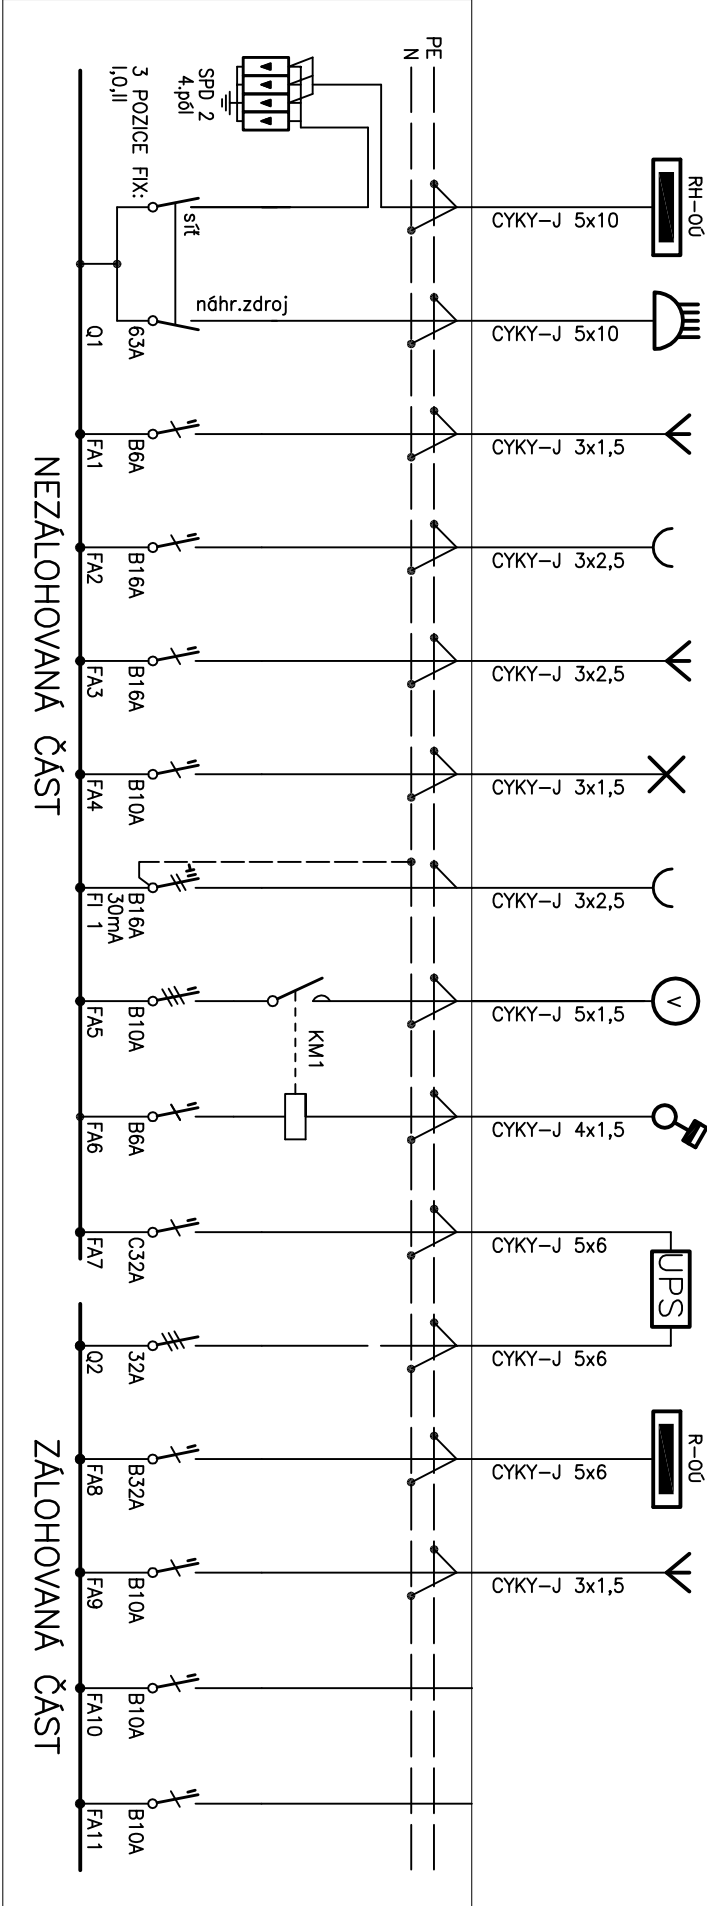 RH-OÚ
R-OÚ
UPS
V
CYKY-J 5x10
CYKY-J 5x10
CYKY-J 3x1,5
CYKY-J 3x2,5
CYKY-J 3x2,5
CYKY-J 3x1,5
CYKY-J 3x2,5
CYKY-J 5x1,5
CYKY-J 4x1,5
CYKY-J 5x6
CYKY-J 5x6
CYKY-J 5x6
CYKY-J 3x1,5
PE
N
SPD 2
4.pól
3 POZICE FIX:
I,0,II
síť
náhr.zdroj
KM1
63A
Q1
B6A
FA1
B16A
FA2
B16A
FA3
B10A
FA4
B16A
30mA
FI 1
B10A
FA5
B6A
FA6
C32A
FA7
32A
Q2
B32A
FA8
B10A
FA9
B10A
FA10
B10A
FA11
NEZÁLOHOVANÁ ČÁST
ZÁLOHOVANÁ ČÁST